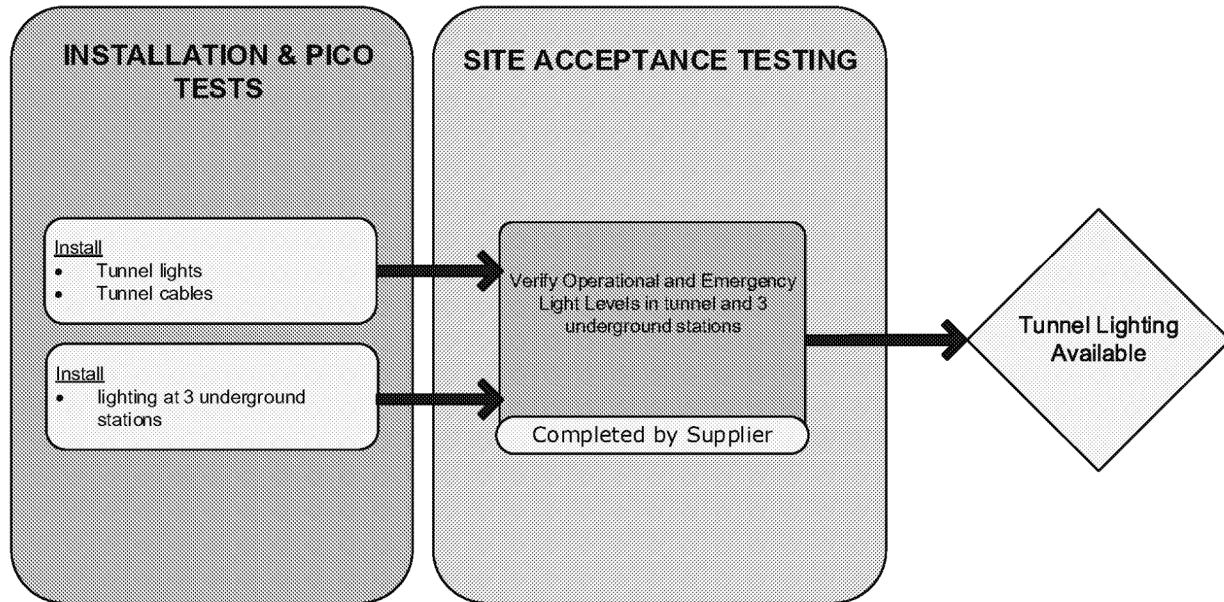 INSTALLATION & PICO
TESTS
SITE ACCEPTANCE TESTING
Install
• Tunnel lights
• Tunnel cables
Install
• lighting at 3 underground
stations
Verify Operational and Emergency
Light Levels in tunnel and 3
underground stations
Completed by Supplier
Tunnel Lighting
Available